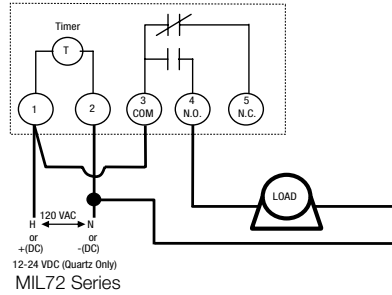 Timer
T
1
2
3
COM
4
N.O.
5
N.C.
LOAD
H 120 VAC N
or or
+(DC) -(DC)
12-24 VDC (Quartz Only)
MIL72 Series